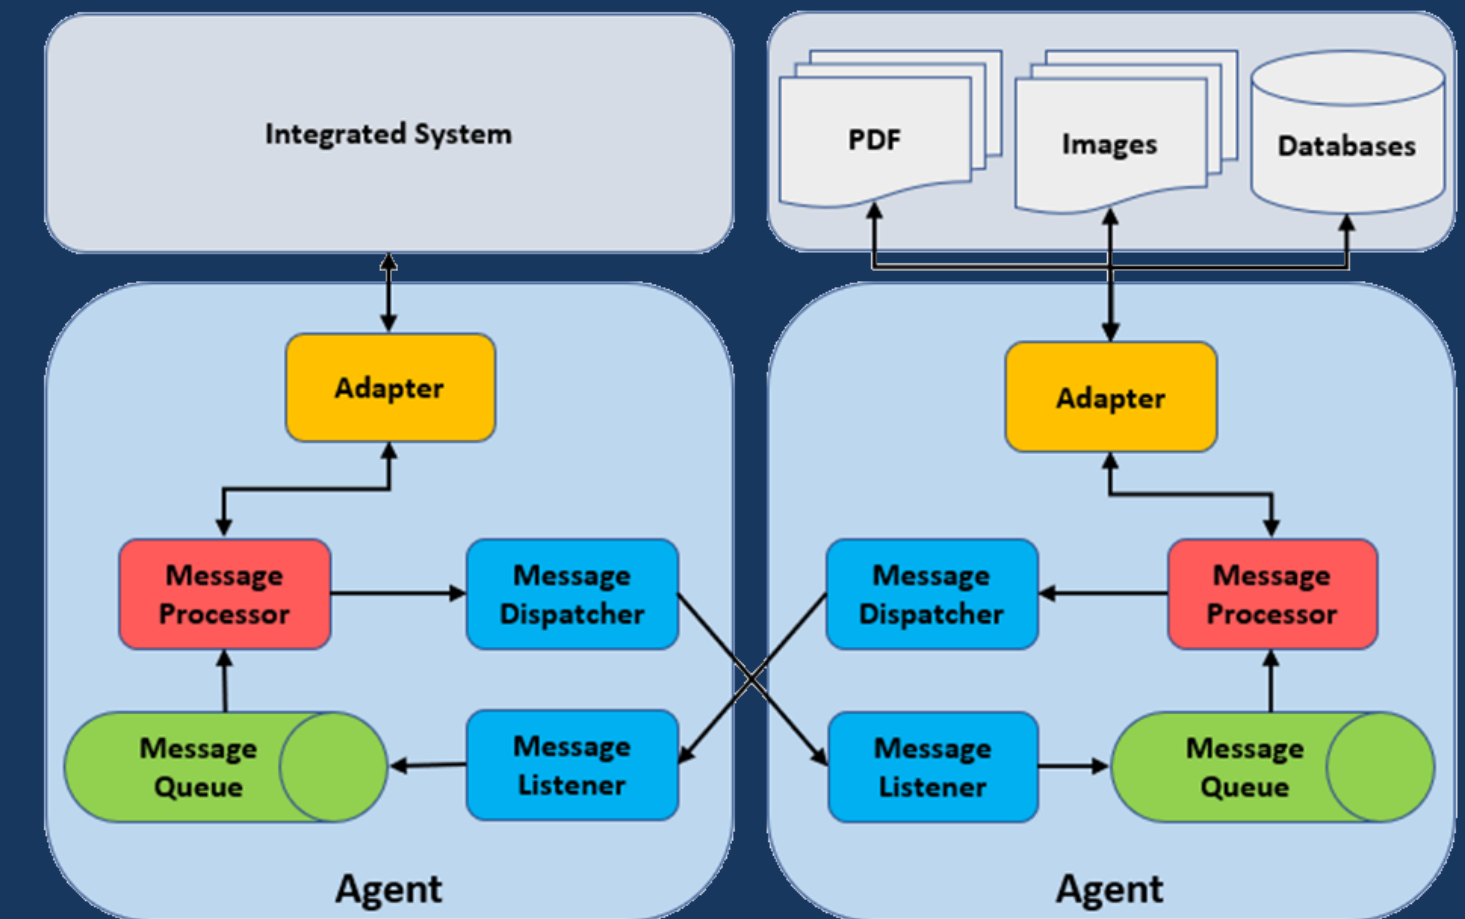 Integrated System
PDF
Images
Databases
Adapter
Message
Processor
Message
Dispatcher
Message
Queue
Message
Listener
Agent
Adapter
Message
Dispatcher
Message
Processor
Message
Listener
Message
Queue
Agent